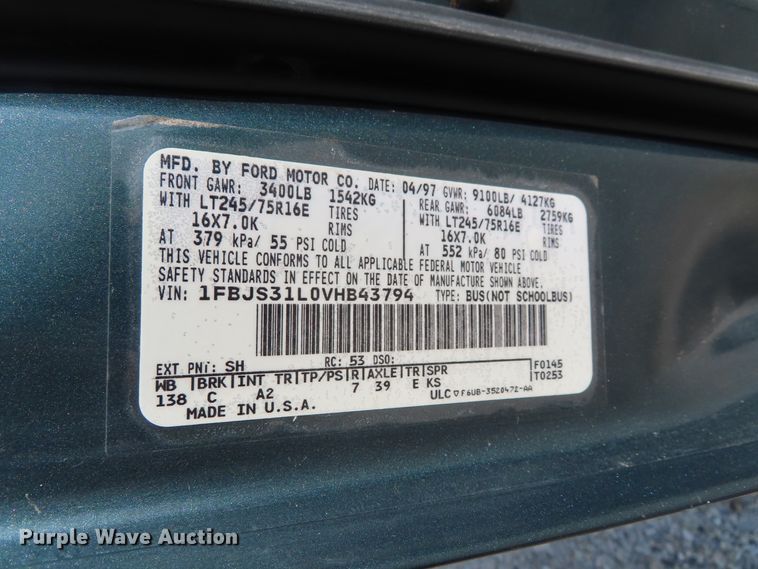 MFD. BY FORD MOTOR CO. DATE: 04/97 GVWR: 9100LB/ 4127KG
FRONT GAWR: 3400LB 1542KG 6084LB 2759KG
WITH LT245/75R16E TIRES WITH LT245/75R16E TIRES
16X7.0K RIMS 16X7.0K RIMS
AT 379 kPa/ 55 PSI COLD AT 552 kPa/ 80 PSI COLD
THIS VEHICLE CONFORMS TO ALL APPLICABLE FEDERAL MOTOR VEHICLE
SAFETY STANDARDS IN EFFECT ON THE DATE OF MANUFACTURE SHOWN ABOVE.
VIN: 1FBJS31L0VHB43794 TYPE: BUS(NOT SCHOOLBUS)
EXT PNT: SH RC: 53 DSO: F0145
WB BRK INT TR TP/PS R AXLE TR SPR T0253
138 C A2 7 39 E KS
MADE IN U.S.A. ULC F6UB-3520472-AA
Purple Wave Auction